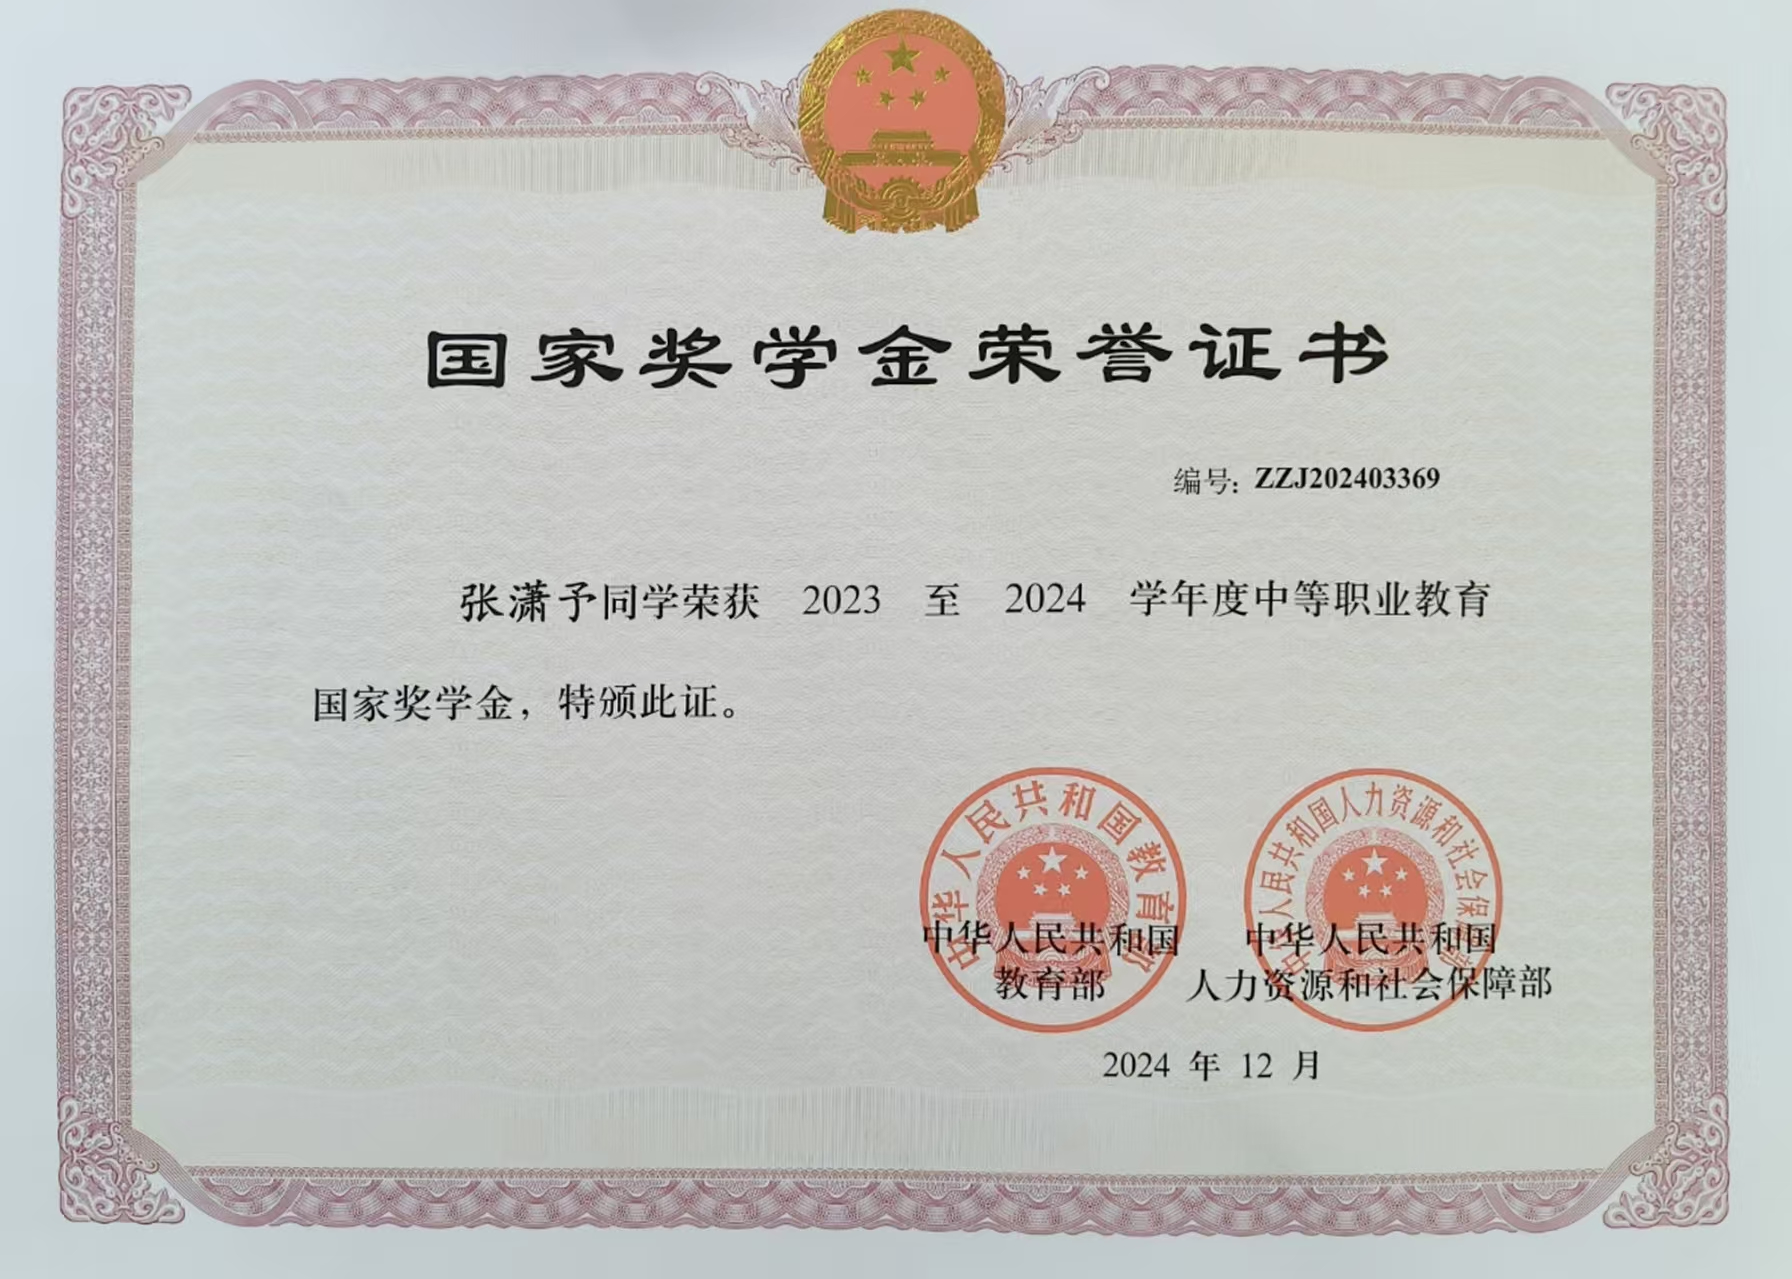 国家奖学金荣誉证书
编号：ZZJ202403369
张潇予同学荣获 2023 至 2024 学年度中等职业教育
国家奖学金，特颁此证。
中华人民共和国教育部
中华人民共和国人力资源和社会保障部
中华人民共和国 中华人民共和国
教育部 人力资源和社会保障部
2024 年 12 月